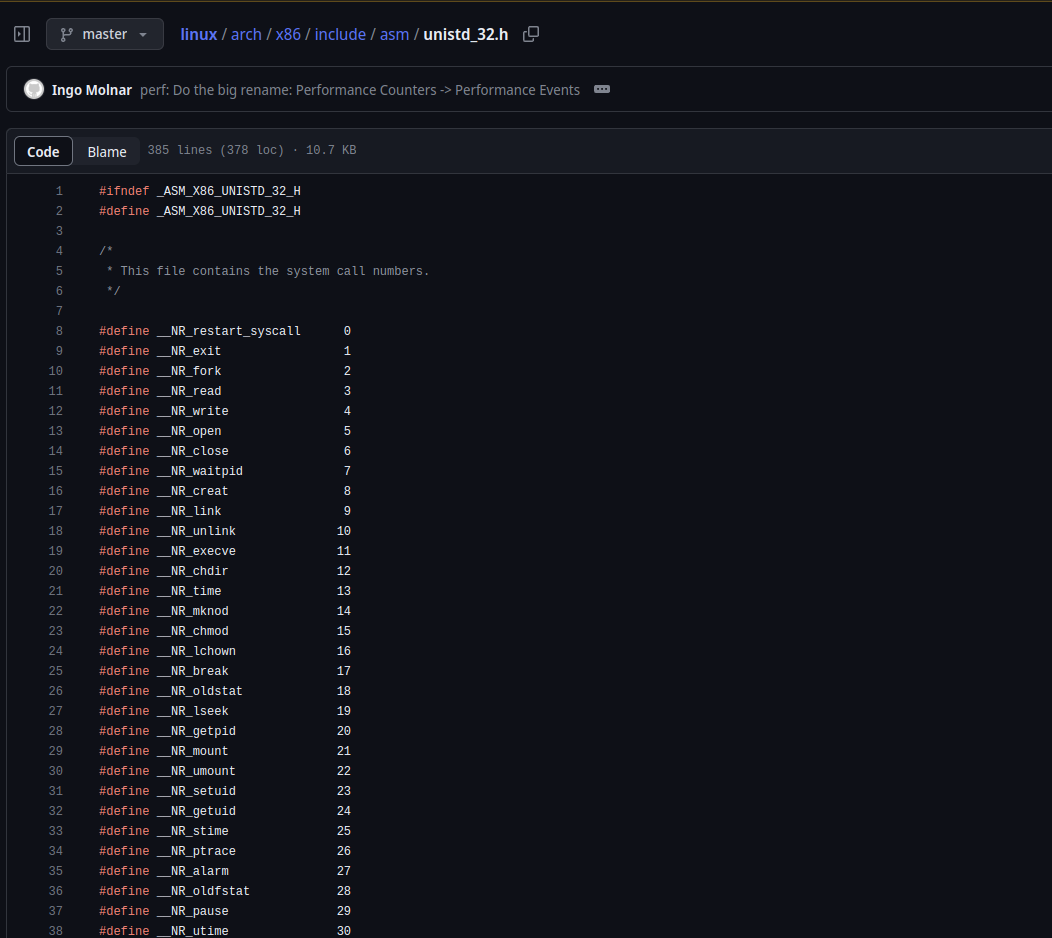 master linux / arch / x86 / include / asm / unistd_32.h
Ingo Molnar perf: Do the big rename: Performance Counters -> Performance Events
Code Blame 385 lines (378 loc) · 10.7 KB
1 #ifndef _ASM_X86_UNISTD_32_H
2 #define _ASM_X86_UNISTD_32_H
3
4 /*
5 * This file contains the system call numbers.
6 */
7
8 #define __NR_restart_syscall 0
9 #define __NR_exit 1
10 #define __NR_fork 2
11 #define __NR_read 3
12 #define __NR_write 4
13 #define __NR_open 5
14 #define __NR_close 6
15 #define __NR_waitpid 7
16 #define __NR_creat 8
17 #define __NR_link 9
18 #define __NR_unlink 10
19 #define __NR_execve 11
20 #define __NR_chdir 12
21 #define __NR_time 13
22 #define __NR_mknod 14
23 #define __NR_chmod 15
24 #define __NR_lchown 16
25 #define __NR_break 17
26 #define __NR_oldstat 18
27 #define __NR_lseek 19
28 #define __NR_getpid 20
29 #define __NR_mount 21
30 #define __NR_umount 22
31 #define __NR_setuid 23
32 #define __NR_getuid 24
33 #define __NR_stime 25
34 #define __NR_ptrace 26
35 #define __NR_alarm 27
36 #define __NR_oldfstat 28
37 #define __NR_pause 29
38 #define __NR_utime 30